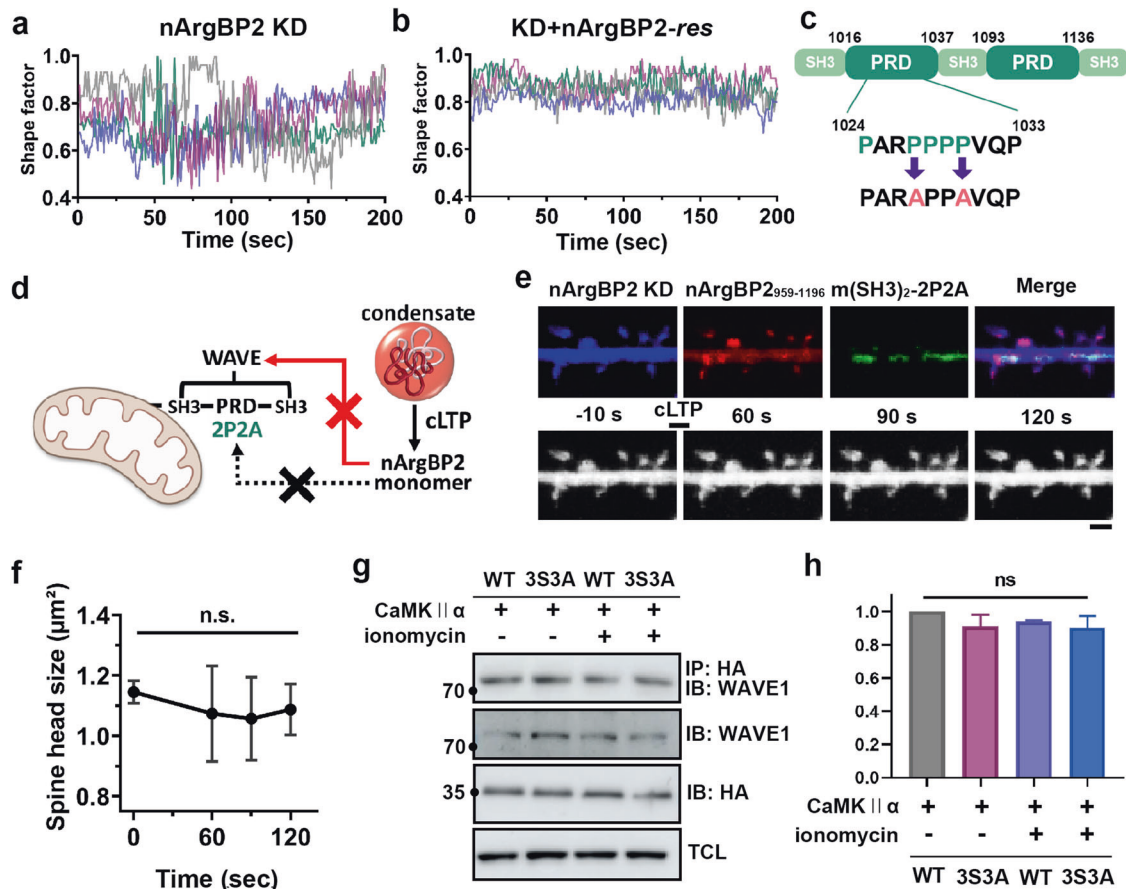 a
nArgBP2 KD
Shape factor
1.0
0.8
0.6
0.4
0 50 100 150 200
Time (sec)
b
KD+nArgBP2-res
Shape factor
1.0
0.8
0.6
0.4
0 50 100 150 200
Time (sec)
c
1016 1037 1093 1136
SH3 PRD SH3 PRD SH3
1024 1033
PARPPPPVQP
PARAPPAVQP
d
condensate
WAVE
SH3 PRD SH3
2P2A
cLTP
nArgBP2
monomer
e
nArgBP2 KD nArgBP2959-1196 m(SH3)2-2P2A Merge
-10 s cLTP 60 s 90 s 120 s
f
Spine head size (µm²)
n.s.
1.4
1.2
1.0
0.8
0 60 120
Time (sec)
g
WT 3S3A WT 3S3A
CaMKⅡα + + + +
ionomycin - - + +
IP: HA
70 IB: WAVE1
IB: WAVE1
70
35 IB: HA
TCL
h
ns
1.0
0.8
0.6
0.4
0.2
0.0
CaMKⅡα + + + +
ionomycin - - + +
WT 3S3A WT 3S3A